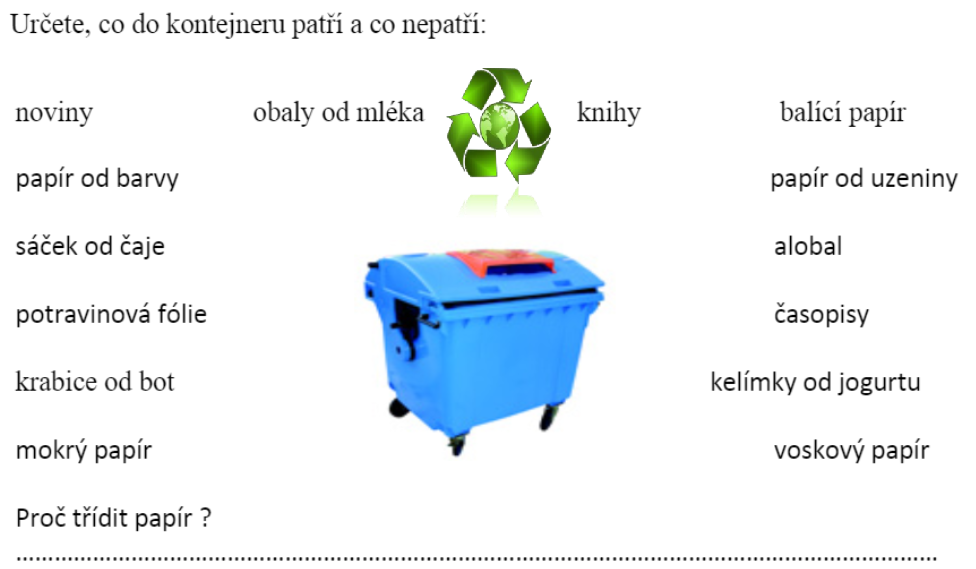 Určete, co do kontejneru patří a co nepatří:
noviny obaly od mléka knihy balící papír
papír od barvy papír od uzeniny
sáček od čaje alobal
potravinová fólie časopisy
krabice od bot kelímky od jogurtu
mokrý papír voskový papír
Proč třídit papír ?
................................................................................................................................................